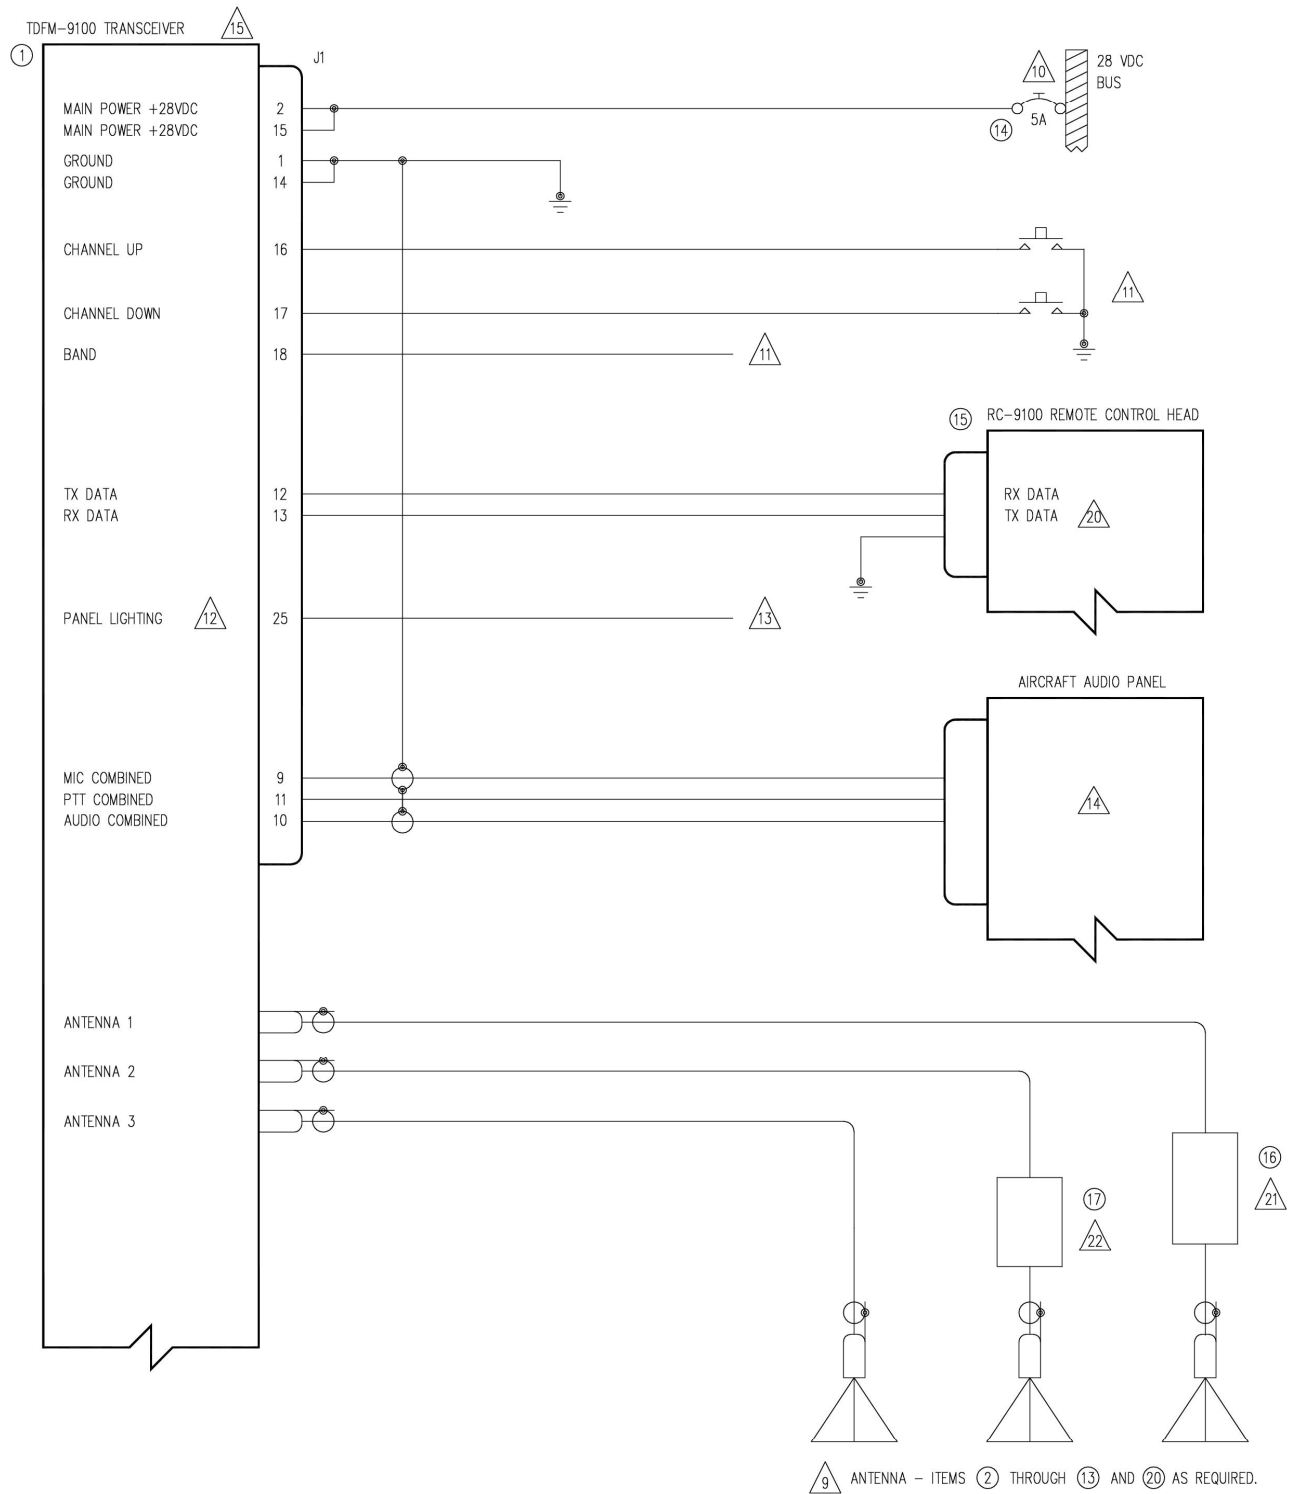 TDFM-9100 TRANSCEIVER 15
1 J1
10 28 VDC
BUS
MAIN POWER +28VDC 2
14 5A
MAIN POWER +28VDC 15
GROUND 1
GROUND 14
CHANNEL UP 16
11
CHANNEL DOWN 17
BAND 18 11
15 RC-9100 REMOTE CONTROL HEAD
TX DATA 12 RX DATA
RX DATA 13 TX DATA 20
PANEL LIGHTING 12 25 13
AIRCRAFT AUDIO PANEL
MIC COMBINED 9
PTT COMBINED 11 14
AUDIO COMBINED 10
ANTENNA 1
ANTENNA 2
ANTENNA 3
16
17 21
22
9 ANTENNA - ITEMS 2 THROUGH 13 AND 20 AS REQUIRED.